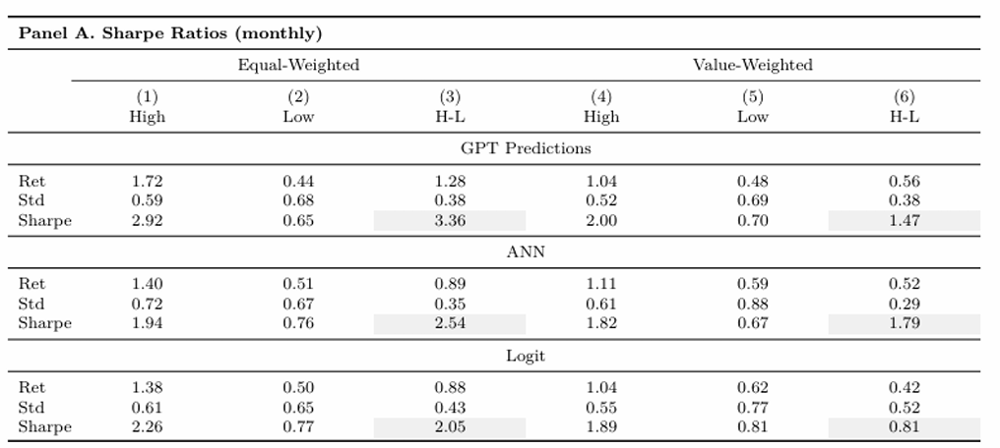 Panel A. Sharpe Ratios (monthly)
Equal-Weighted Value-Weighted
(1) (2) (3) (4) (5) (6)
High Low H-L High Low H-L
GPT Predictions
Ret 1.72 0.44 1.28 1.04 0.48 0.56
Std 0.59 0.68 0.38 0.52 0.69 0.38
Sharpe 2.92 0.65 3.36 2.00 0.70 1.47
ANN
Ret 1.40 0.51 0.89 1.11 0.59 0.52
Std 0.72 0.67 0.35 0.61 0.88 0.29
Sharpe 1.94 0.76 2.54 1.82 0.67 1.79
Logit
Ret 1.38 0.50 0.88 1.04 0.62 0.42
Std 0.61 0.65 0.43 0.55 0.77 0.52
Sharpe 2.26 0.77 2.05 1.89 0.81 0.81